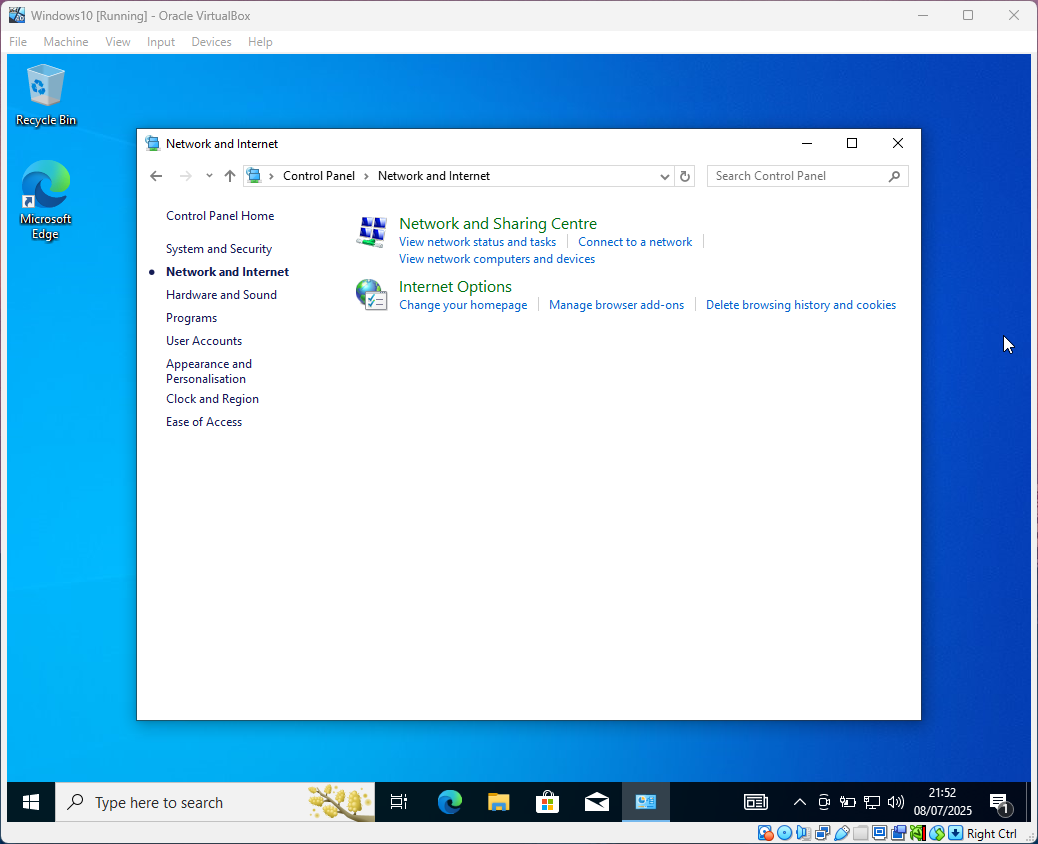 Windows10 [Running] - Oracle VirtualBox
File Machine View Input Devices Help
Recycle Bin
Microsoft
Edge
Network and Internet
Control Panel Network and Internet
Search Control Panel
Control Panel Home
System and Security
Network and Internet
Hardware and Sound
Programs
User Accounts
Appearance and
Personalisation
Clock and Region
Ease of Access
Network and Sharing Centre
View network status and tasks Connect to a network
View network computers and devices
Internet Options
Change your homepage Manage browser add-ons Delete browsing history and cookies
Type here to search
21:52
08/07/2025
1
Right Ctrl